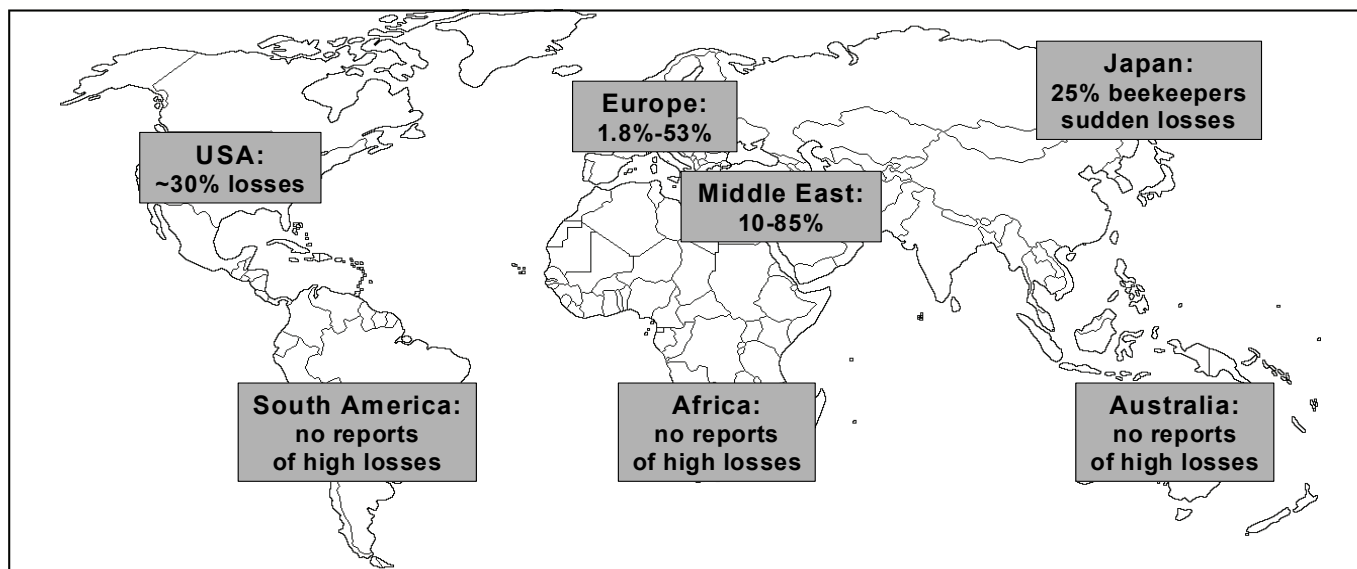 Japan:
25% beekeepers
sudden losses
Europe:
1.8%-53%
USA:
~30% losses
Middle East:
10-85%
South America:
no reports
of high losses
Africa:
no reports
of high losses
Australia:
no reports
of high losses